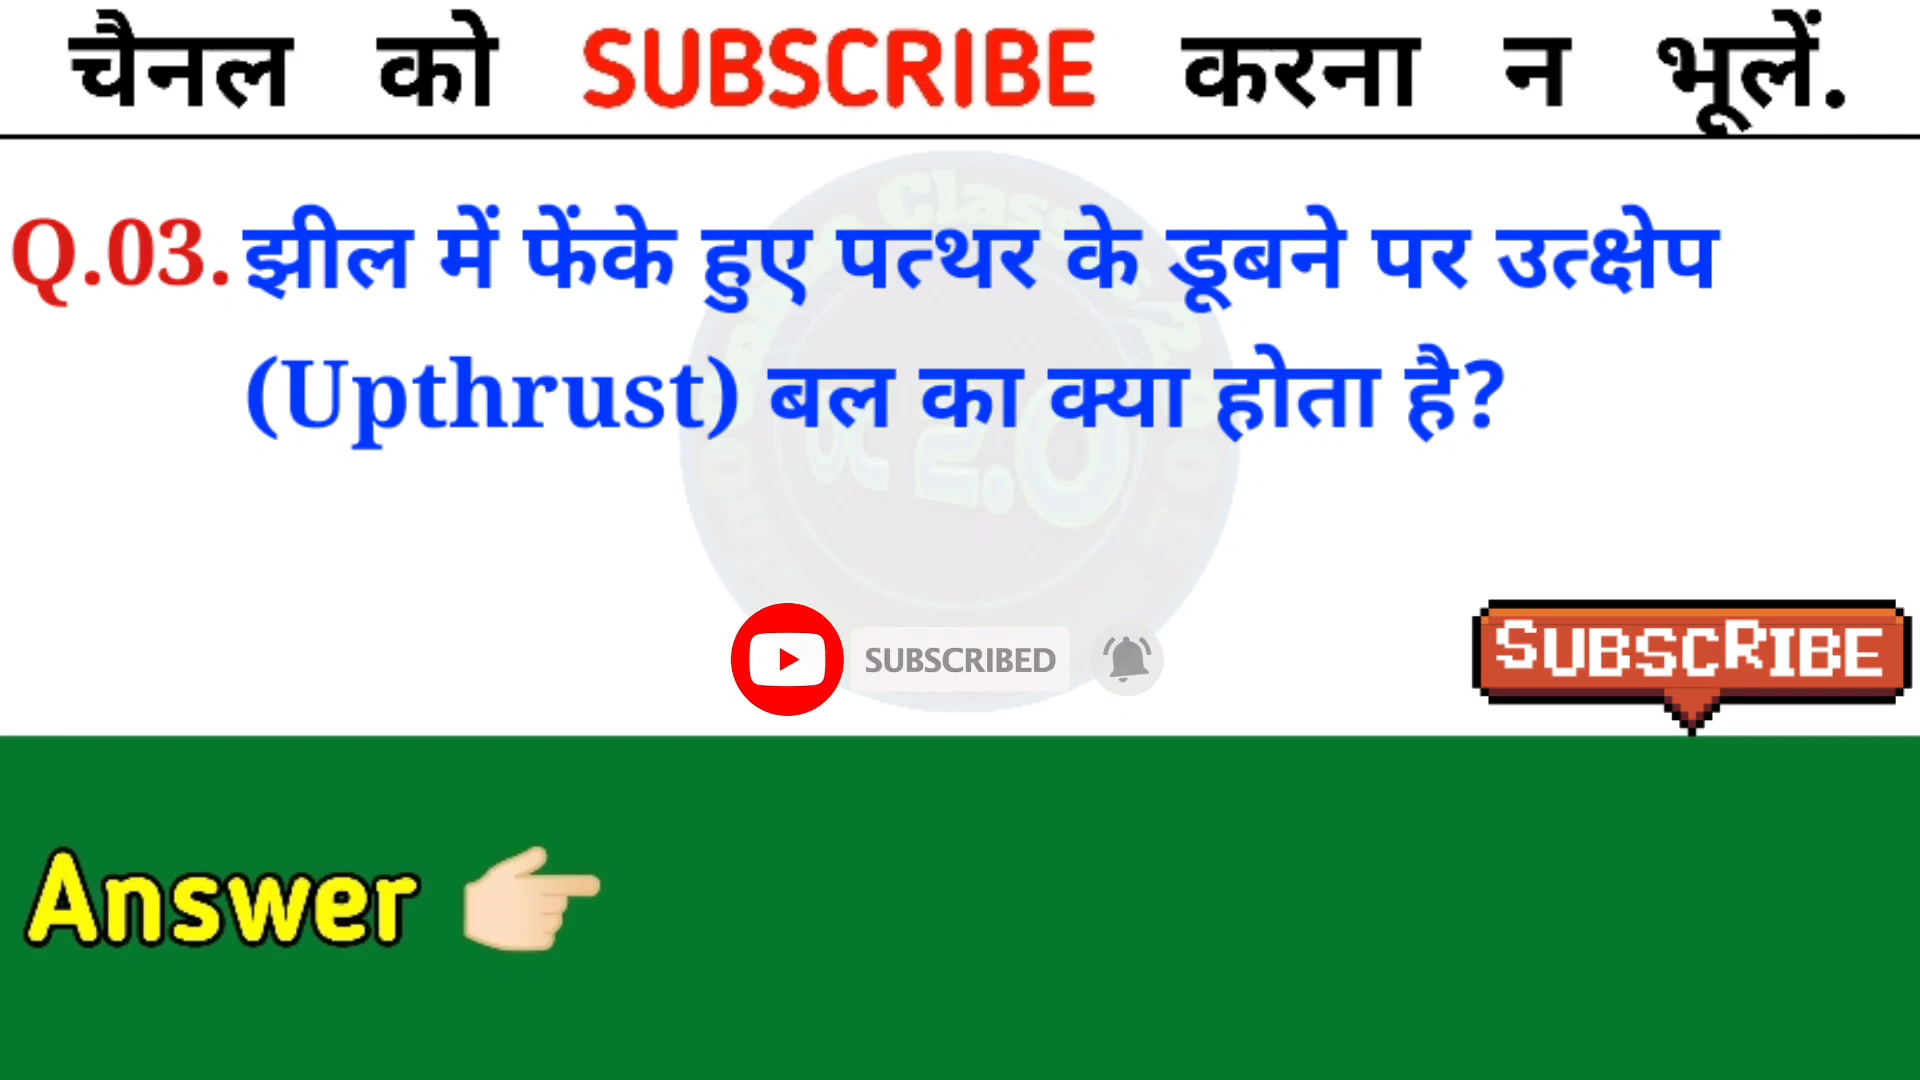 चैनल को SUBSCRIBE करना न भूलें.
Q.03. झील में फेंके हुए पत्थर के डूबने पर उत्क्षेप
(Upthrust) बल का क्या होता है?
SUBSCRIBED
SUBSCRIBE
Answer